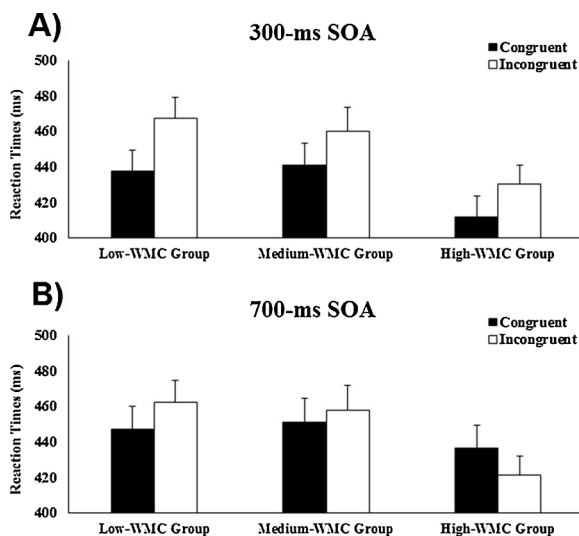 A)
300-ms SOA
Congruent
Incongruent
Reaction Times (ms)
500
480
460
440
420
400
Low-WMC Group Medium-WMC Group High-WMC Group
B)
700-ms SOA
Congruent
Incongruent
Reaction Times (ms)
500
480
460
440
420
400
Low-WMC Group Medium-WMC Group High-WMC Group